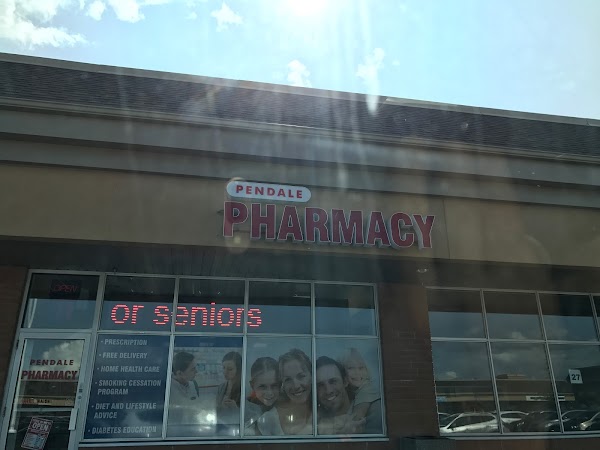 PENDALE
PHARMACY
OPEN
or seniors
PENDALE
PHARMACY
• PRESCRIPTION
• FREE DELIVERY
• HOME HEALTH CARE
• SMOKING CESSATION
PROGRAM
• DIET AND LIFESTYLE
ADVICE
• DIABETES EDUCATION
27
OPEN